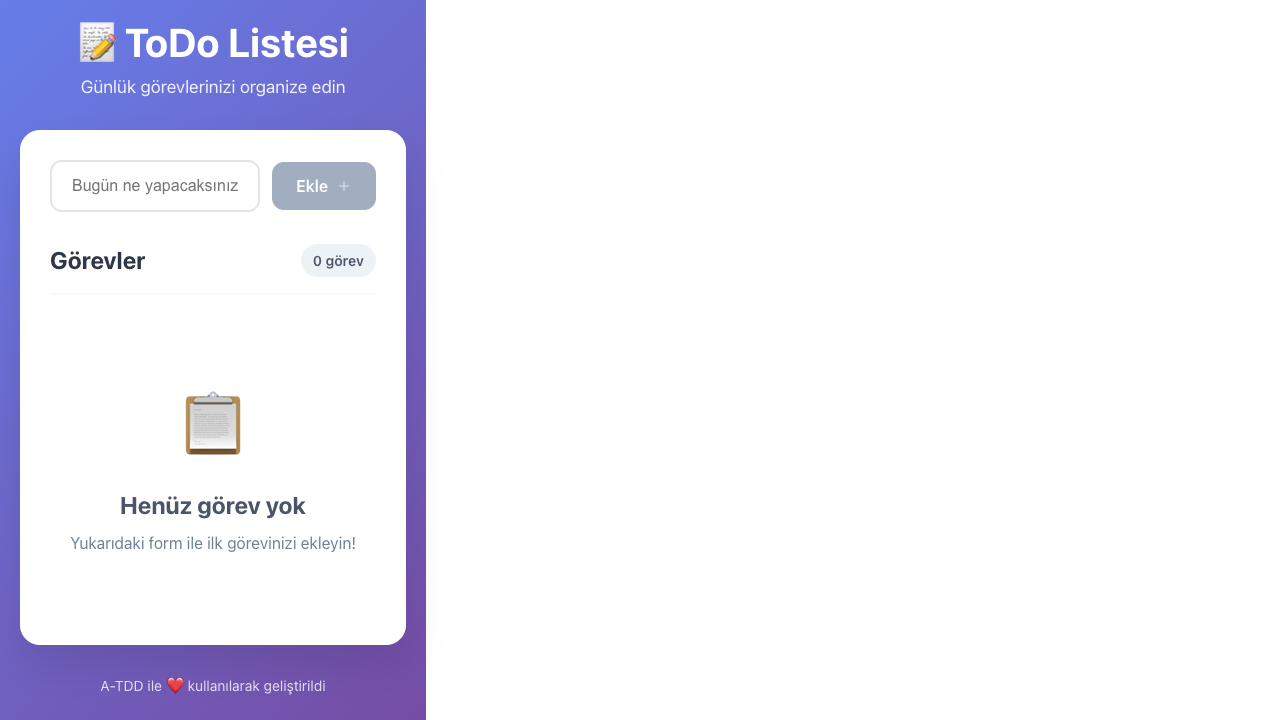 ToDo Listesi
Günlük görevlerinizi organize edin
Bugün ne yapacaksınız
Ekle +
Görevler
0 görev
Henüz görev yok
Yukarıdaki form ile ilk görevinizi ekleyin!
A-TDD ile ❤️ kullanılarak geliştirildi